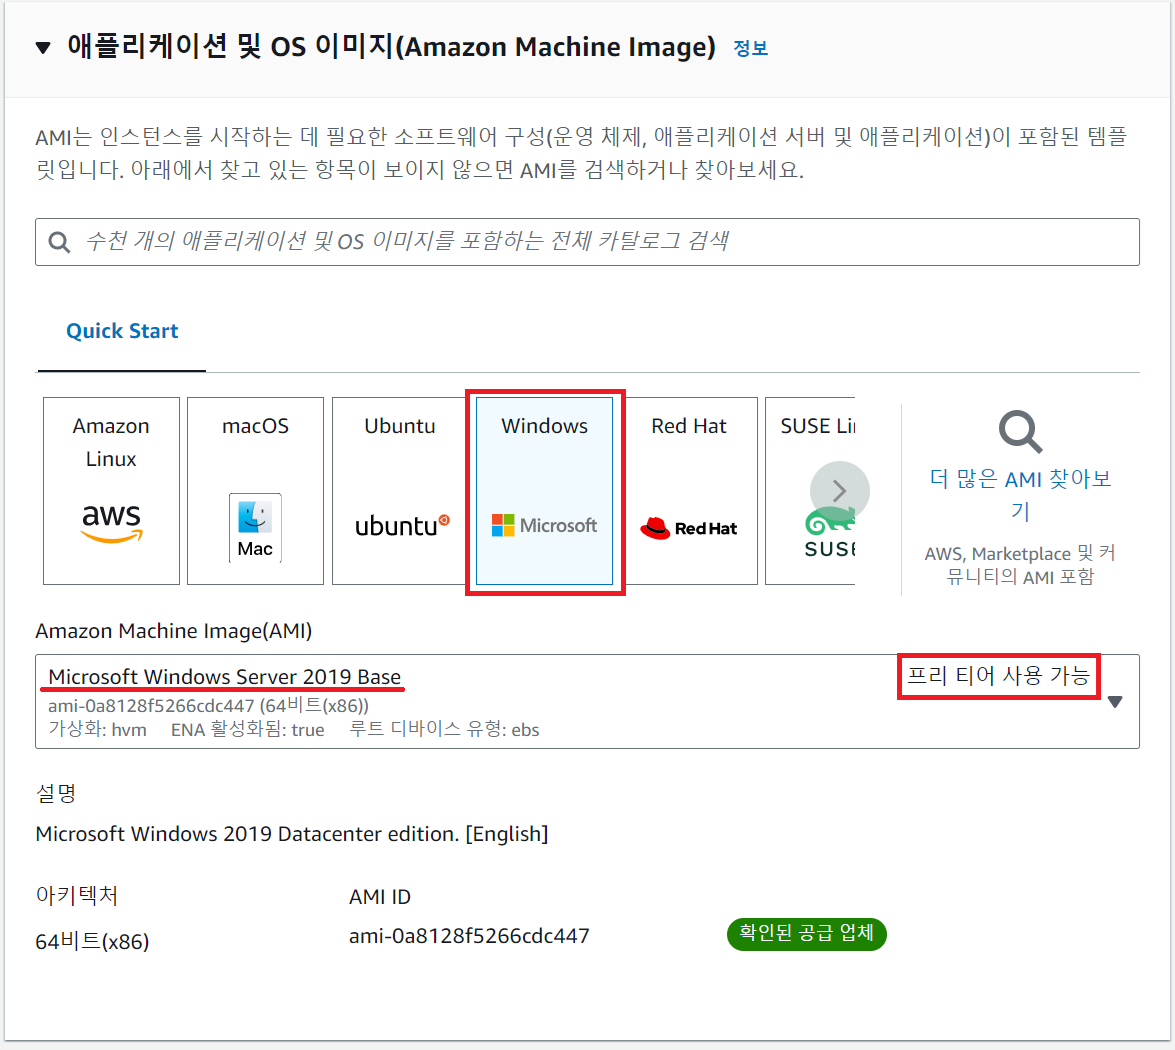 ▼ 애플리케이션 및 OS 이미지(Amazon Machine Image) 정보
AMI는 인스턴스를 시작하는 데 필요한 소프트웨어 구성(운영 체제, 애플리케이션 서버 및 애플리케이션)이 포함된 템플
릿입니다. 아래에서 찾고 있는 항목이 보이지 않으면 AMI를 검색하거나 찾아보세요.
수천 개의 애플리케이션 및 OS 이미지를 포함하는 전체 카탈로그 검색
Quick Start
Amazon
Linux
aws
macOS
Mac
Ubuntu
ubuntu
Windows
Microsoft
Red Hat
Red Hat
SUSE Li
SUSE
더 많은 AMI 찾아보
기
AWS, Marketplace 및 커
뮤니티의 AMI 포함
Amazon Machine Image(AMI)
Microsoft Windows Server 2019 Base
프리 티어 사용 가능
ami-0a8128f5266cdc447 (64비트(x86))
가상화: hvm ENA 활성화됨: true 루트 디바이스 유형: ebs
설명
Microsoft Windows 2019 Datacenter edition. [English]
아키텍처
64비트(x86)
AMI ID
ami-0a8128f5266cdc447
확인된 공급 업체